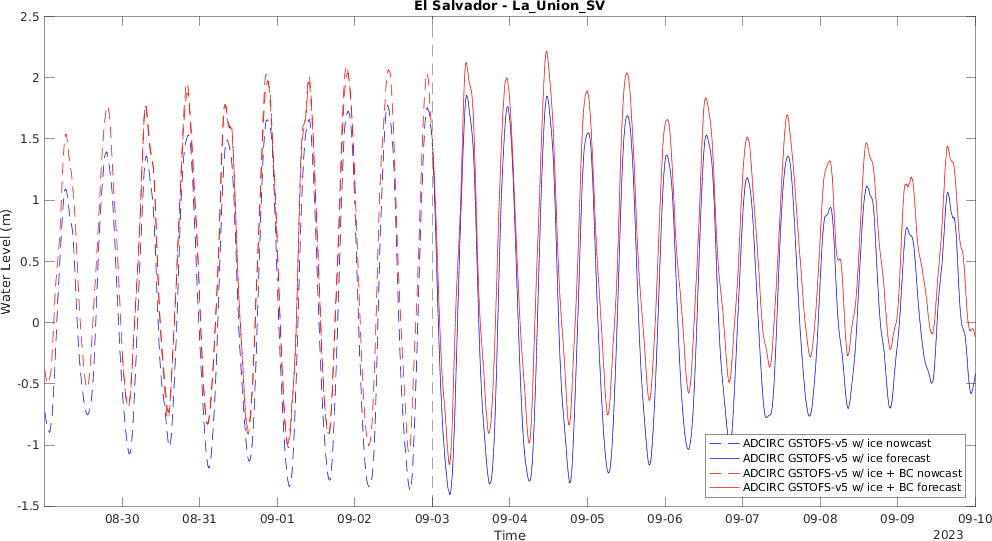 El Salvador - La_Union_SV
2.5
2
1.5
1
0.5
0
-0.5
-1
-1.5
Water Level (m)
08-30 08-31 09-01 09-02 09-03 09-04 09-05 09-06 09-07 09-08 09-09 09-10
Time
2023
ADCIRC GSTOFS-v5 w/ ice nowcast
ADCIRC GSTOFS-v5 w/ ice forecast
ADCIRC GSTOFS-v5 w/ ice + BC nowcast
ADCIRC GSTOFS-v5 w/ ice + BC forecast